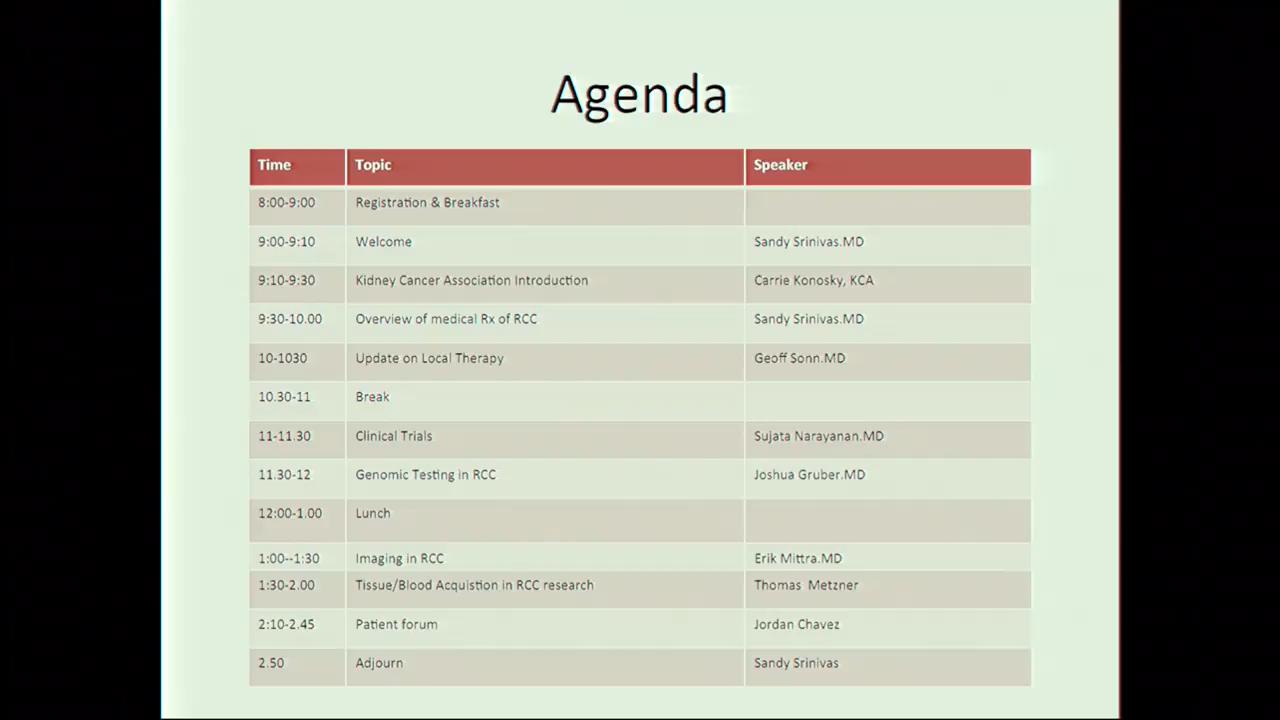 Agenda
Time Topic Speaker
8:00-9:00 Registration & Breakfast
9:00-9:10 Welcome Sandy Srinivas.MD
9:10-9:30 Kidney Cancer Association Introduction Carrie Konosky, KCA
9:30-10.00 Overview of medical Rx of RCC Sandy Srinivas.MD
10-1030 Update on Local Therapy Geoff Sonn.MD
10.30-11 Break
11-11.30 Clinical Trials Sujata Narayanan.MD
11.30-12 Genomic Testing in RCC Joshua Gruber.MD
12:00-1.00 Lunch
1:00--1:30 Imaging in RCC Erik Mittra.MD
1:30-2.00 Tissue/Blood Acquistion in RCC research Thomas Metzner
2:10-2.45 Patient forum Jordan Chavez
2.50 Adjourn Sandy Srinivas